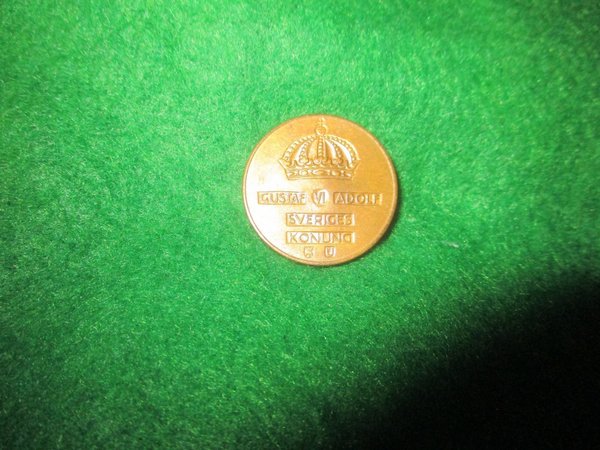 GUSTAF VI ADOLF
SVERIGES
KONUNG
U